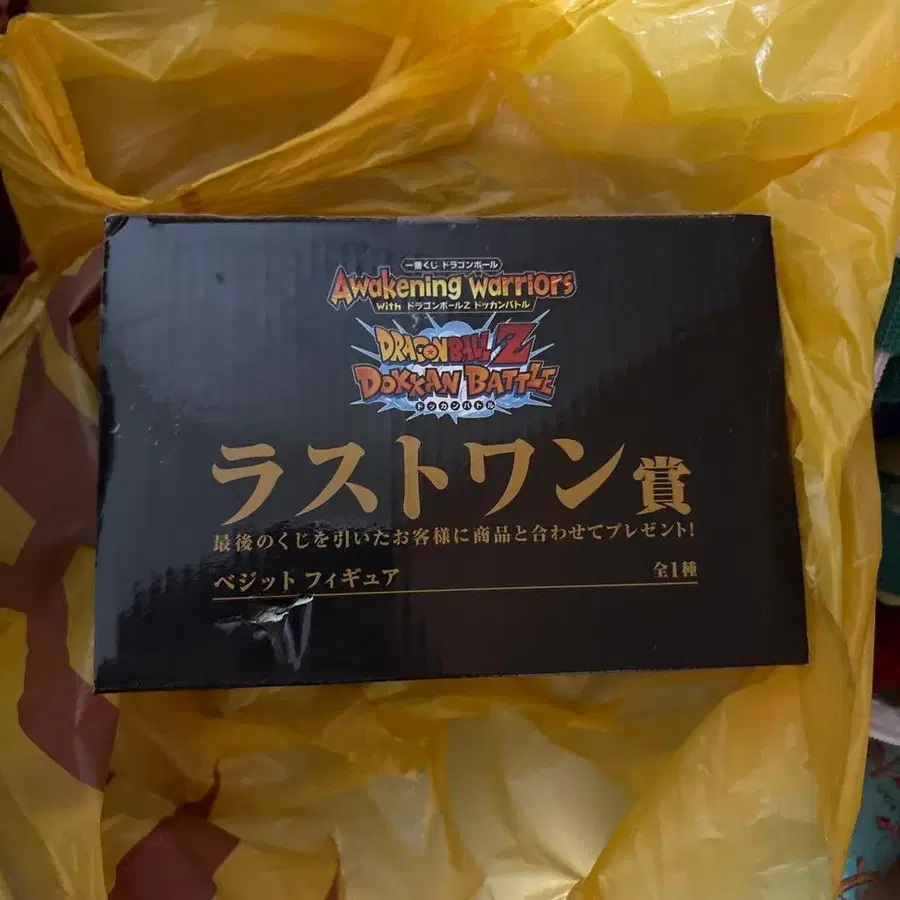 一番くじ ドラゴンボール
Awakening warriors
with ドラゴンボールZ ドッカンバトル
DRAGON BALL Z
DOKKAN BATTLE
ドッカンバトル
ラストワン賞
最後のくじを引いたお客様に商品と合わせてプレゼント!
ベジット フィギュア 全1種